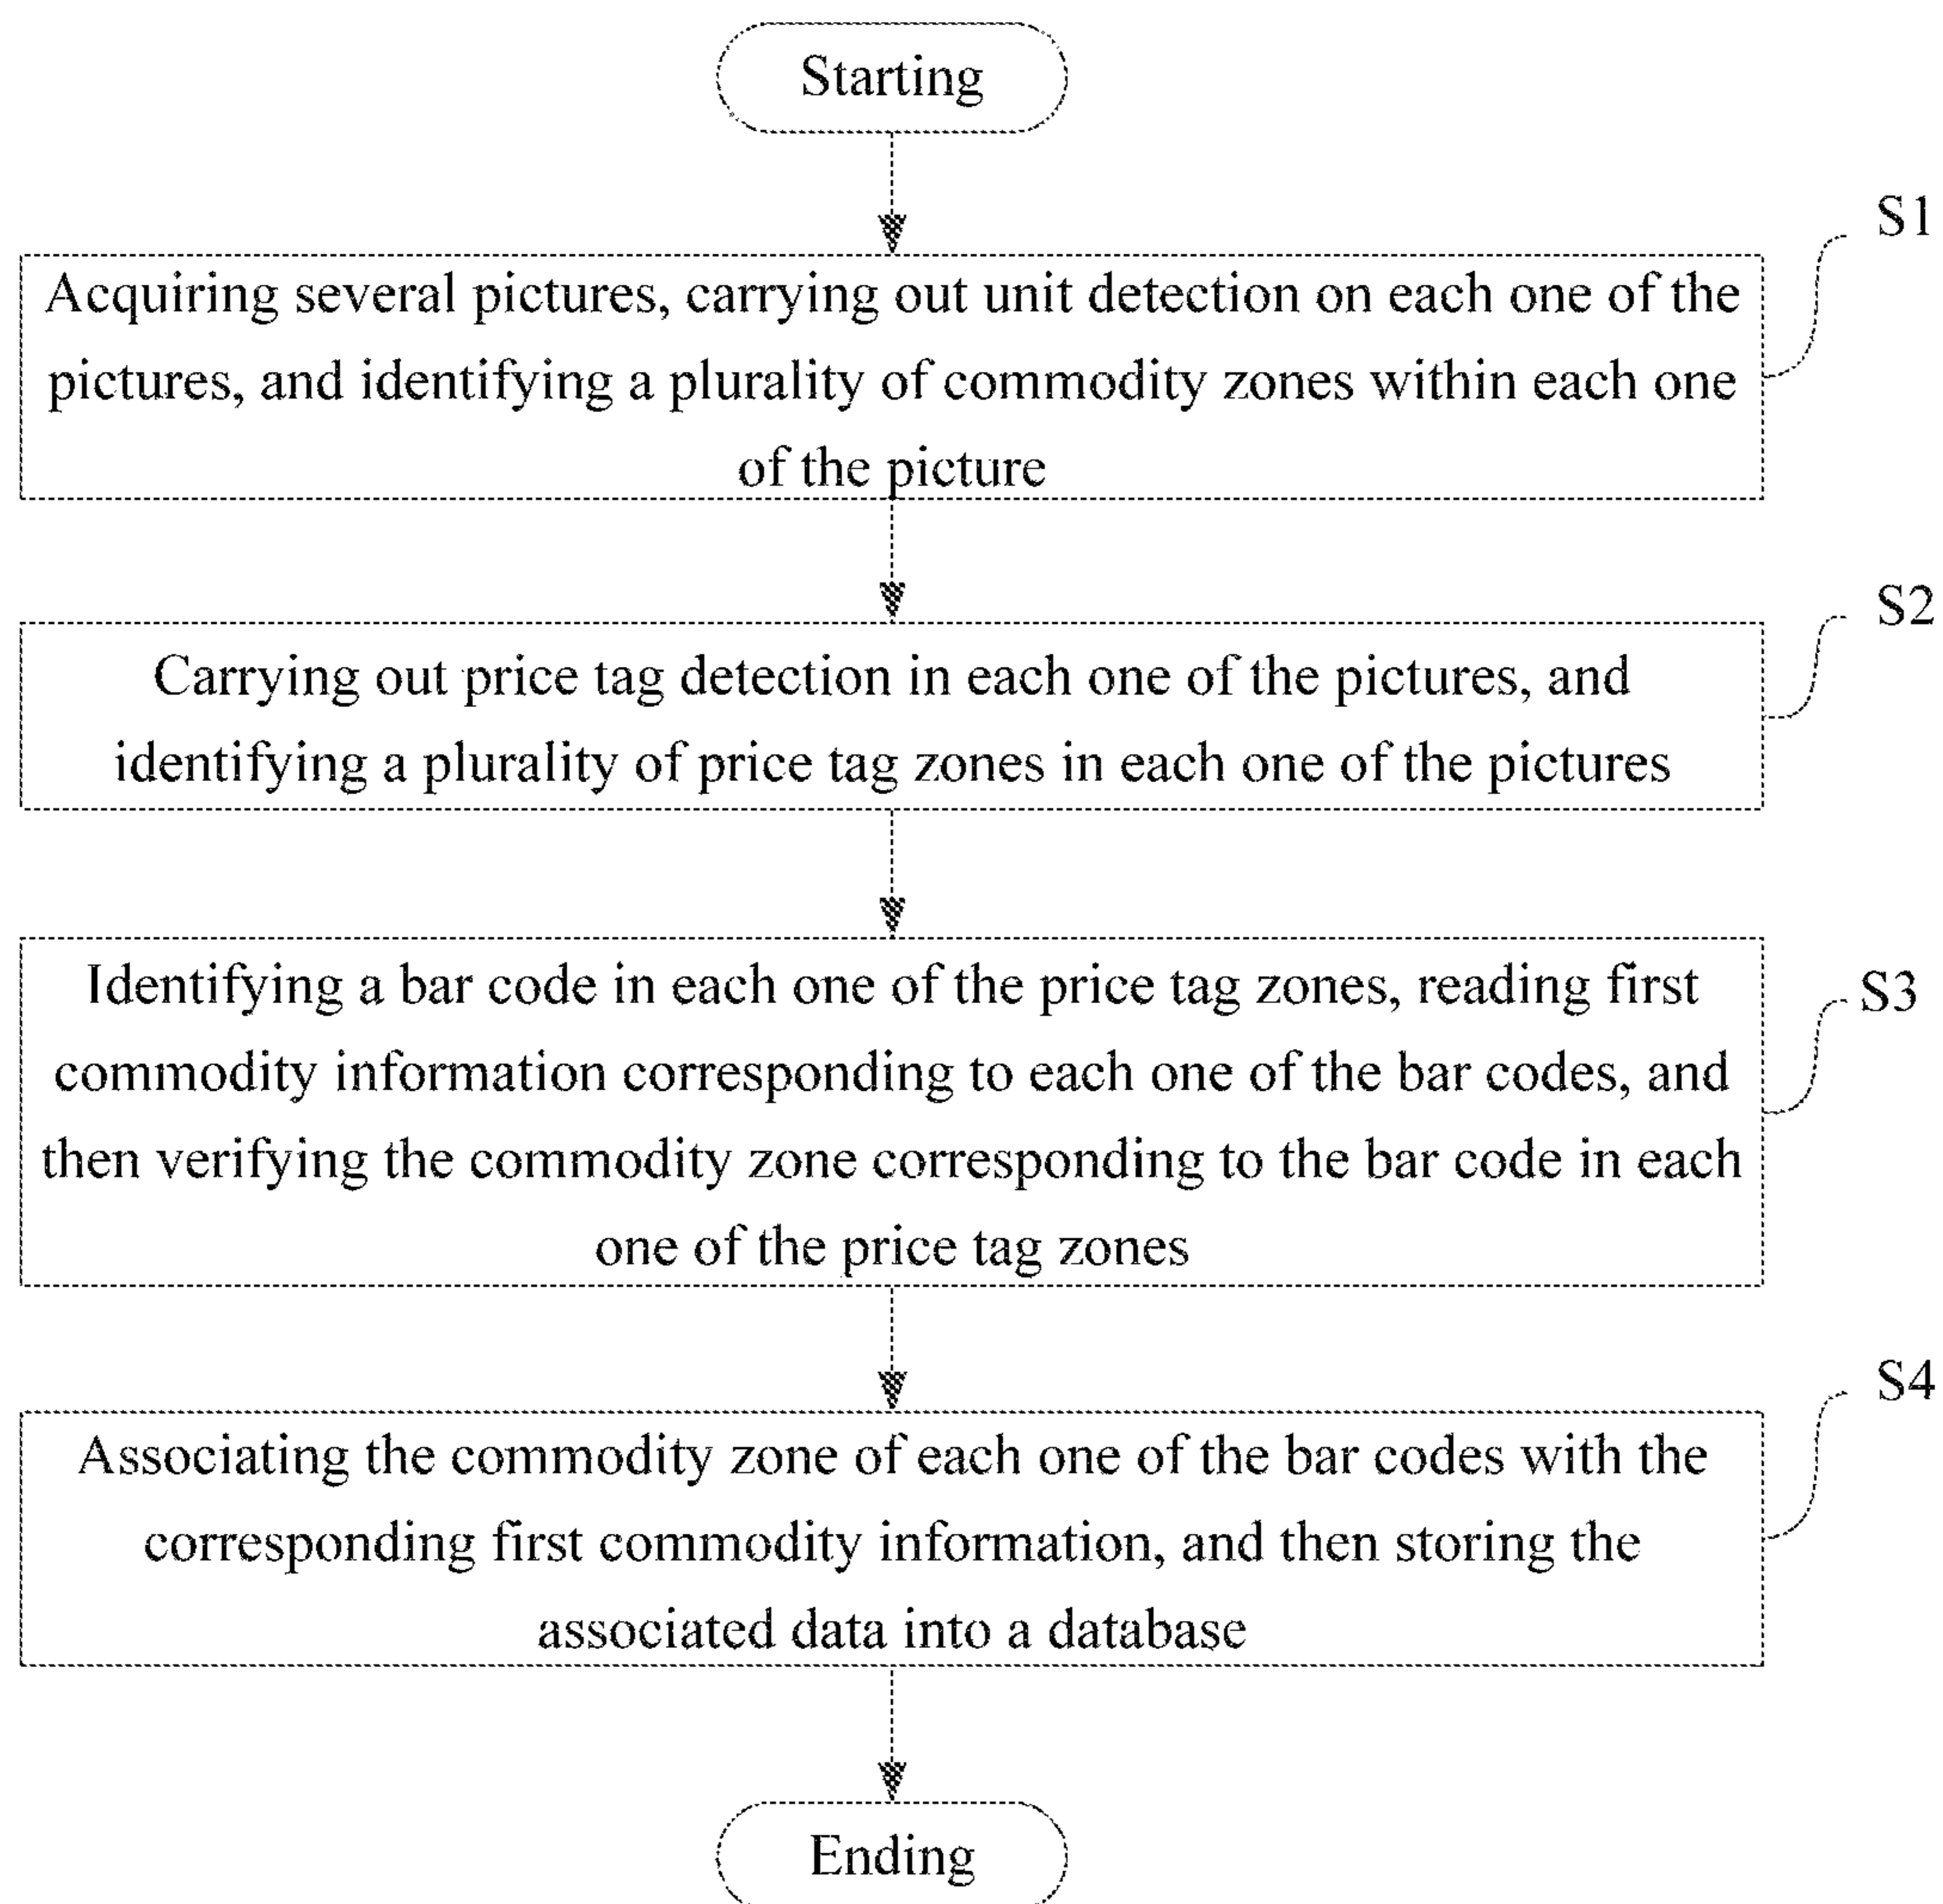 Starting
S1
Acquiring several pictures, carrying out unit detection on each one of the
pictures, and identifying a plurality of commodity zones within each one
of the picture
S2
Carrying out price tag detection in each one of the pictures, and
identifying a plurality of price tag zones in each one of the pictures
S3
Identifying a bar code in each one of the price tag zones, reading first
commodity information corresponding to each one of the bar codes, and
then verifying the commodity zone corresponding to the bar code in each
one of the price tag zones
S4
Associating the commodity zone of each one of the bar codes with the
corresponding first commodity information, and then storing the
associated data into a database
Ending